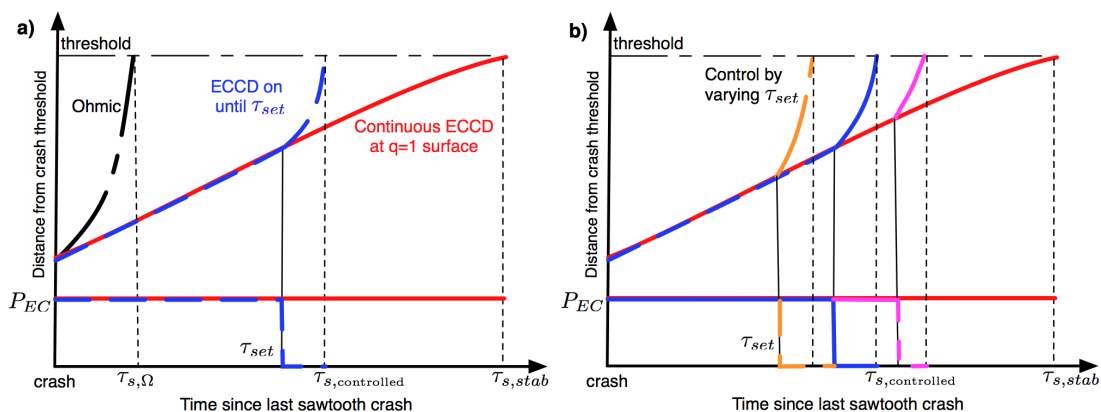 a)
threshold
Ohmic
ECCD on
until τset
Continuous ECCD
at q=1 surface
Distance from crash threshold
PEC
τset
crash
τs,Ω
τs,controlled
τs,stab
Time since last sawtooth crash
b)
threshold
Control by
varying τset
Distance from crash threshold
PEC
τset
crash
τs,controlled
τs,stab
Time since last sawtooth crash